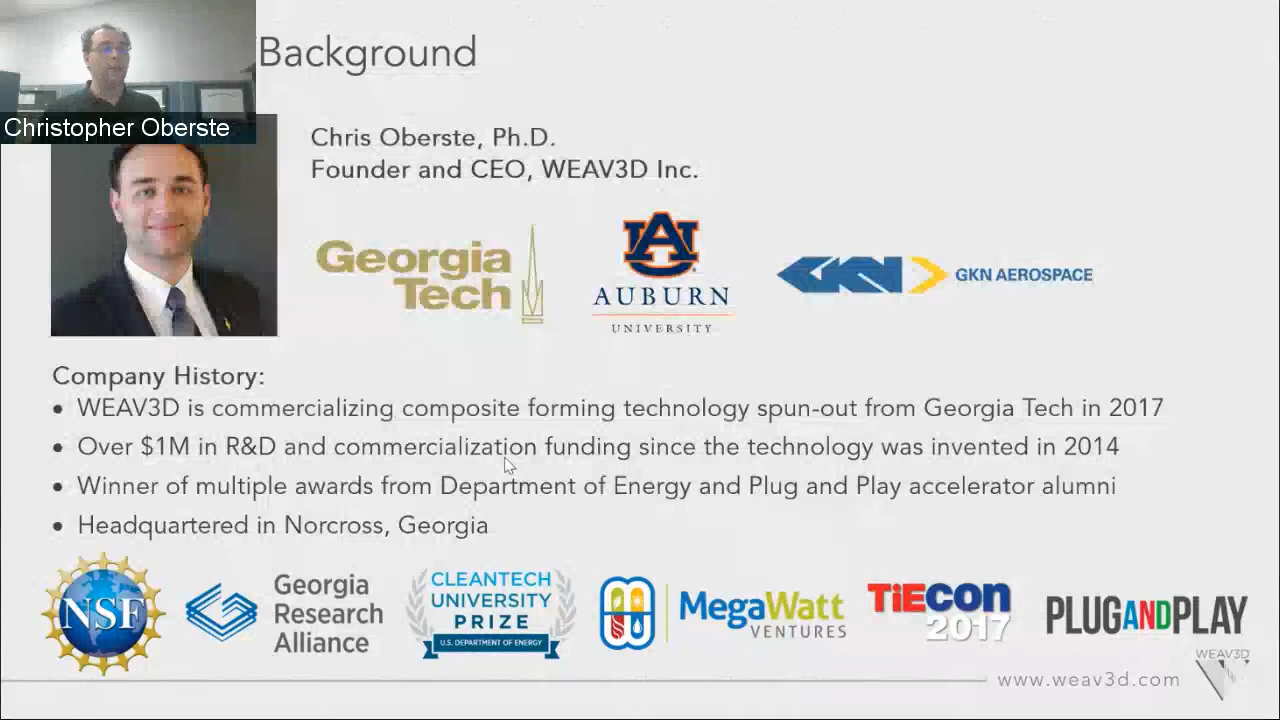 /Background
Christopher Oberste
Chris Oberste, Ph.D.
Founder and CEO, WEAV3D Inc.
Georgia
Tech
AU
AUBURN
UNIVERSITY
GKN
GKN AEROSPACE
Company History:
• WEAV3D is commercializing composite forming technology spun-out from Georgia Tech in 2017
• Over $1M in R&D and commercialization funding since the technology was invented in 2014
• Winner of multiple awards from Department of Energy and Plug and Play accelerator alumni
• Headquartered in Norcross, Georgia
NSF
Georgia
Research
Alliance
CLEANTECH
UNIVERSITY
PRIZE
U.S. DEPARTMENT OF ENERGY
MegaWatt
VENTURES
TiEcon
2017
PLUGANDPLAY
WEAV3D
www.weav3d.com